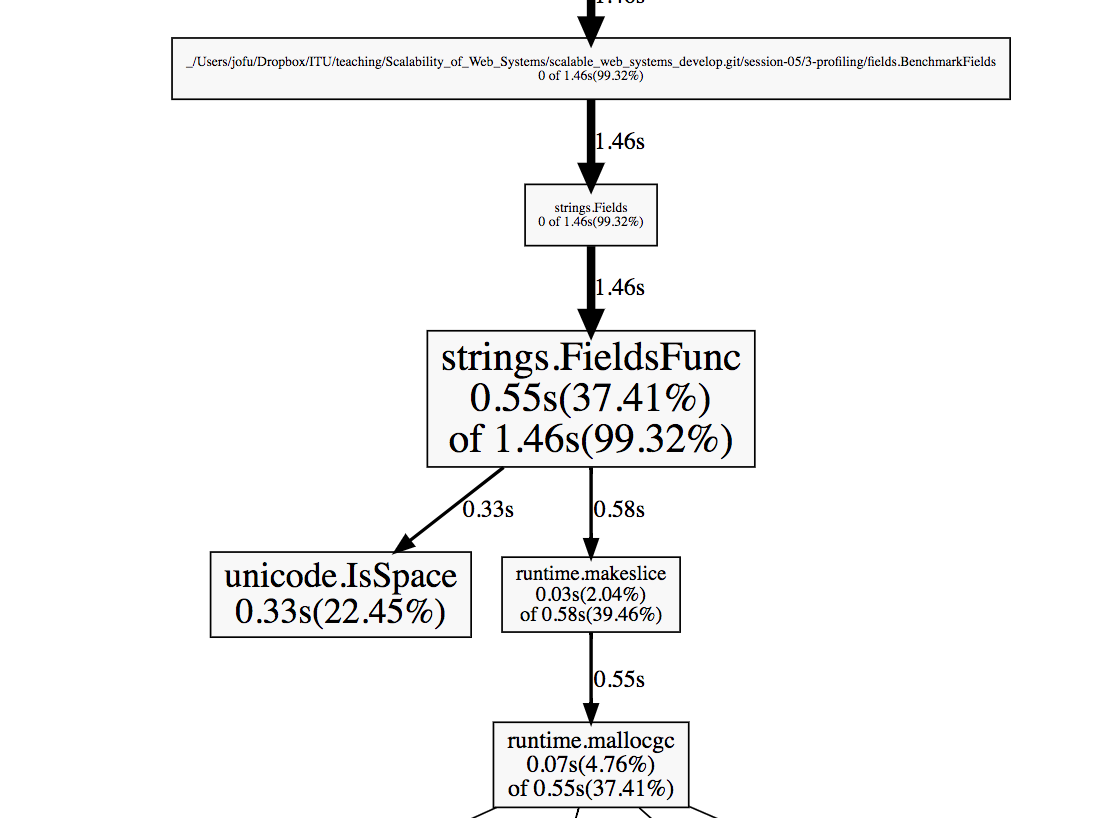 1.46s
_/Users/jofu/Dropbox/ITU/teaching/Scalability_of_Web_Systems/scalable_web_systems_develop.git/session-05/3-profiling/fields.BenchmarkFields
0 of 1.46s(99.32%)
1.46s
strings.Fields
0 of 1.46s(99.32%)
1.46s
strings.FieldsFunc
0.55s(37.41%)
of 1.46s(99.32%)
0.33s
0.58s
unicode.IsSpace
0.33s(22.45%)
runtime.makeslice
0.03s(2.04%)
of 0.58s(39.46%)
0.55s
runtime.mallocgc
0.07s(4.76%)
of 0.55s(37.41%)